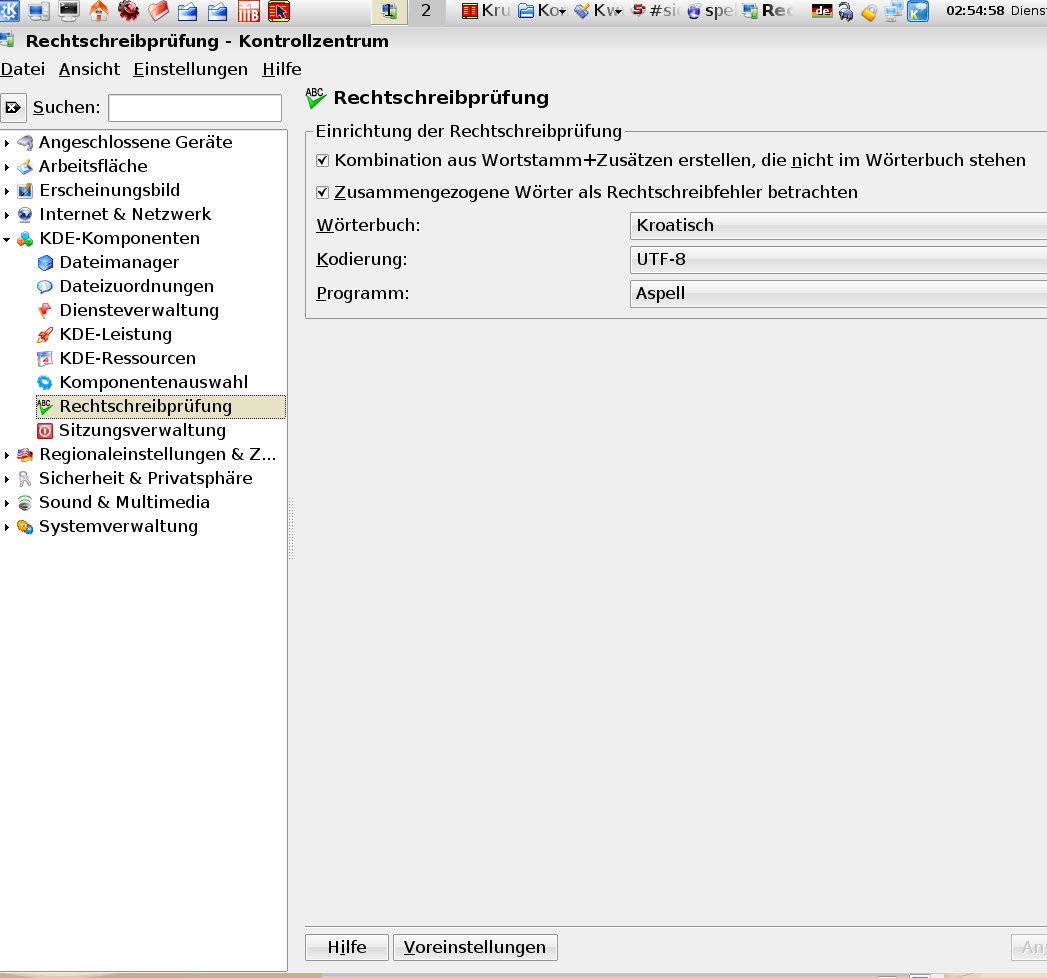 2 Kru Ko Kw #si spel Rec de 02:54:58 Diens
Rechtschreibprüfung - Kontrollzentrum
Datei Ansicht Einstellungen Hilfe
Suchen:
ABC Rechtschreibprüfung
Einrichtung der Rechtschreibprüfung
Kombination aus Wortstamm+Zusätzen erstellen, die nicht im Wörterbuch stehen
Zusammengezogene Wörter als Rechtschreibfehler betrachten
Wörterbuch: Kroatisch
Kodierung: UTF-8
Programm: Aspell
Angeschlossene Geräte
Arbeitsfläche
Erscheinungsbild
Internet & Netzwerk
KDE-Komponenten
Dateimanager
Dateizuordnungen
Diensteverwaltung
KDE-Leistung
KDE-Ressourcen
Komponentenauswahl
ABC Rechtschreibprüfung
Sitzungsverwaltung
Regionaleinstellungen & Z...
Sicherheit & Privatsphäre
Sound & Multimedia
Systemverwaltung
Hilfe Voreinstellungen An